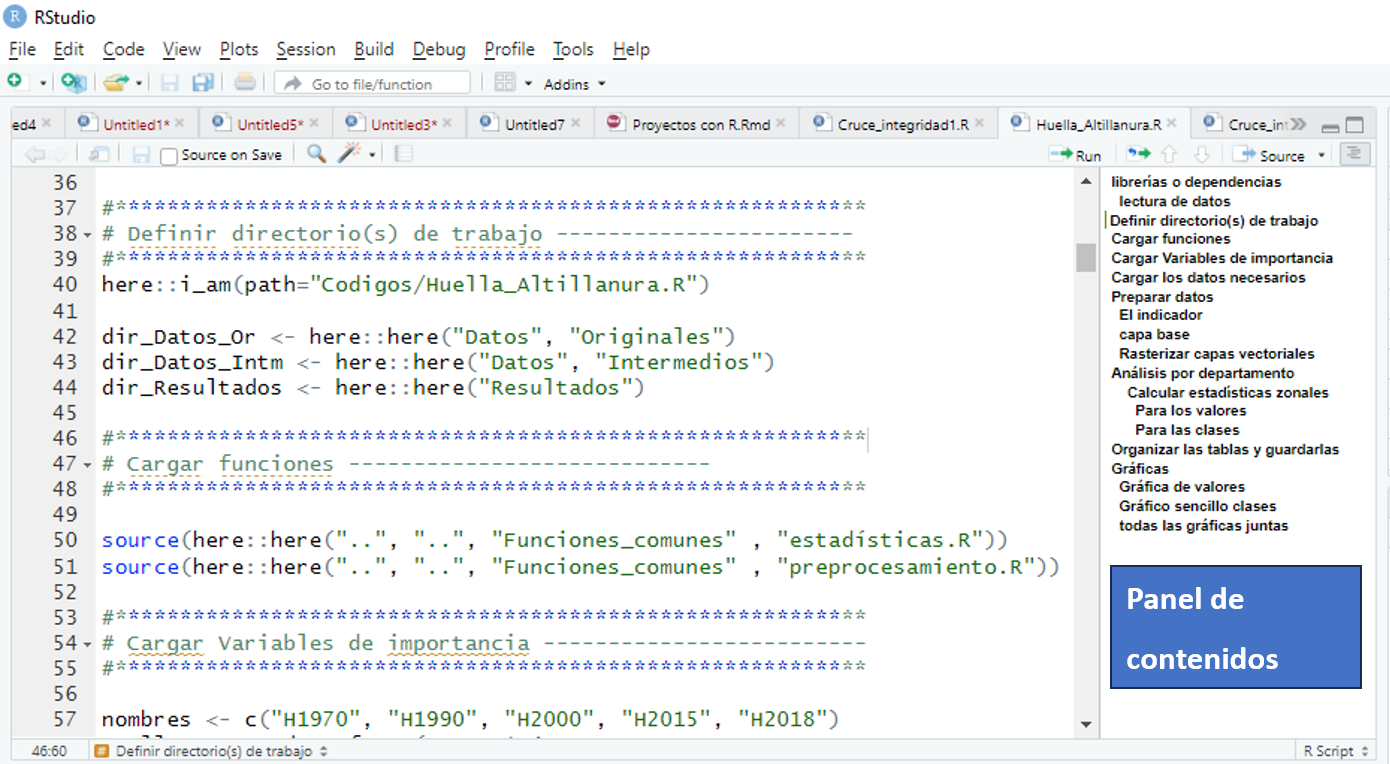 RStudio
File Edit Code View Plots Session Build Debug Profile Tools Help
Go to file/function Addins
ed4 Untitled1* Untitled5* Untitled3* Untitled7 Proyectos con R.Rmd Cruce_integridad1.R Huella_Altillanura.R Cruce_int
Source on Save Run Source
36
37 #***********************************************************
38 # Definir directorio(s) de trabajo -----------------------
39 #***********************************************************
40 here::i_am(path="Codigos/Huella_Altillanura.R")
41
42 dir_Datos_Or <- here::here("Datos", "Originales")
43 dir_Datos_Intm <- here::here("Datos", "Intermedios")
44 dir_Resultados <- here::here("Resultados")
45
46 #***********************************************************
47 # Cargar funciones ----------------------------
48 #***********************************************************
49
50 source(here::here("..", "..", "Funciones_comunes" , "estadísticas.R"))
51 source(here::here("..", "..", "Funciones_comunes" , "preprocesamiento.R"))
52
53 #***********************************************************
54 # Cargar Variables de importancia -------------------------
55 #***********************************************************
56
57 nombres <- c("H1970", "H1990", "H2000", "H2015", "H2018")
46:60 # Definir directorio(s) de trabajo R Script
librerías o dependencias
lectura de datos
Definir directorio(s) de trabajo
Cargar funciones
Cargar Variables de importancia
Cargar los datos necesarios
Preparar datos
El indicador
capa base
Rasterizar capas vectoriales
Análisis por departamento
Calcular estadísticas zonales
Para los valores
Para las clases
Organizar las tablas y guardarlas
Gráficas
Gráfica de valores
Gráfico sencillo clases
todas las gráficas juntas
Panel de
contenidos